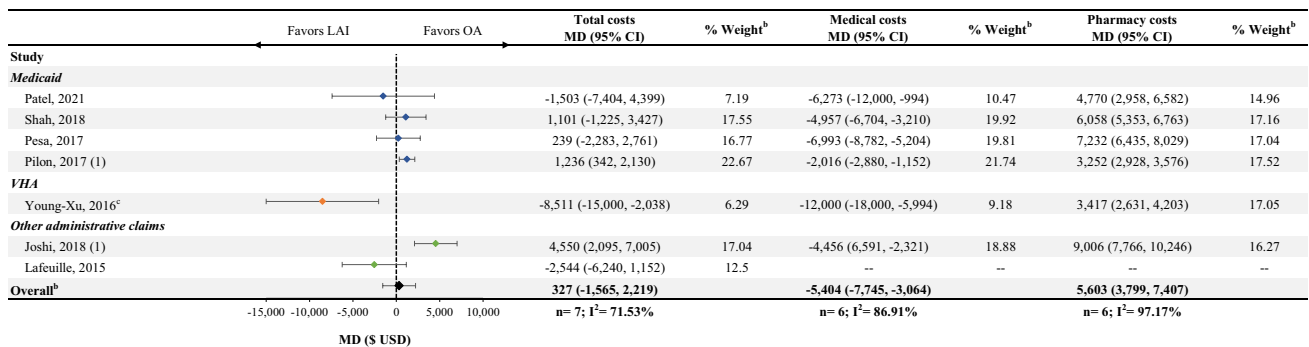 Favors LAI Favors OA Total costs MD (95% CI) % Weightᵇ Medical costs MD (95% CI) % Weightᵇ Pharmacy costs MD (95% CI) % Weightᵇ
Study
Medicaid
Patel, 2021 -1,503 (-7,404, 4,399) 7.19 -6,273 (-12,000, -994) 10.47 4,770 (2,958, 6,582) 14.96
Shah, 2018 1,101 (-1,225, 3,427) 17.55 -4,957 (-6,704, -3,210) 19.92 6,058 (5,353, 6,763) 17.16
Pesa, 2017 239 (-2,283, 2,761) 16.77 -6,993 (-8,782, -5,204) 19.81 7,232 (6,435, 8,029) 17.04
Pilon, 2017 (1) 1,236 (342, 2,130) 22.67 -2,016 (-2,880, -1,152) 21.74 3,252 (2,928, 3,576) 17.52
VHA
Young-Xu, 2016ᶜ -8,511 (-15,000, -2,038) 6.29 -12,000 (-18,000, -5,994) 9.18 3,417 (2,631, 4,203) 17.05
Other administrative claims
Joshi, 2018 (1) 4,550 (2,095, 7,005) 17.04 -4,456 (6,591, -2,321) 18.88 9,006 (7,766, 10,246) 16.27
Lafeuille, 2015 -2,544 (-6,240, 1,152) 12.5 -- -- -- --
Overallᵇ 327 (-1,565, 2,219) -5,404 (-7,745, -3,064) 5,603 (3,799, 7,407)
-15,000 -10,000 -5,000 0 5,000 10,000 n= 7; I²= 71.53% n= 6; I²= 86.91% n= 6; I²= 97.17%
MD ($ USD)